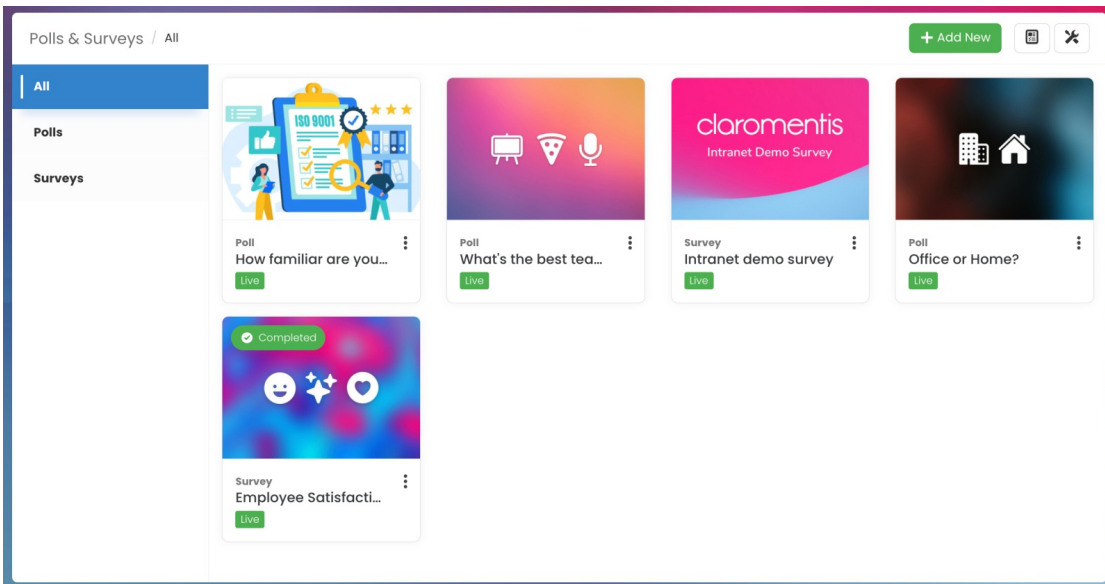 Polls & Surveys / All
+ Add New
All
Polls
Surveys
ISO 9001
Poll
How familiar are you...
Live
Poll
What's the best tea...
Live
claromentis
Intranet Demo Survey
Survey
Intranet demo survey
Live
Poll
Office or Home?
Live
Completed
Survey
Employee Satisfacti...
Live